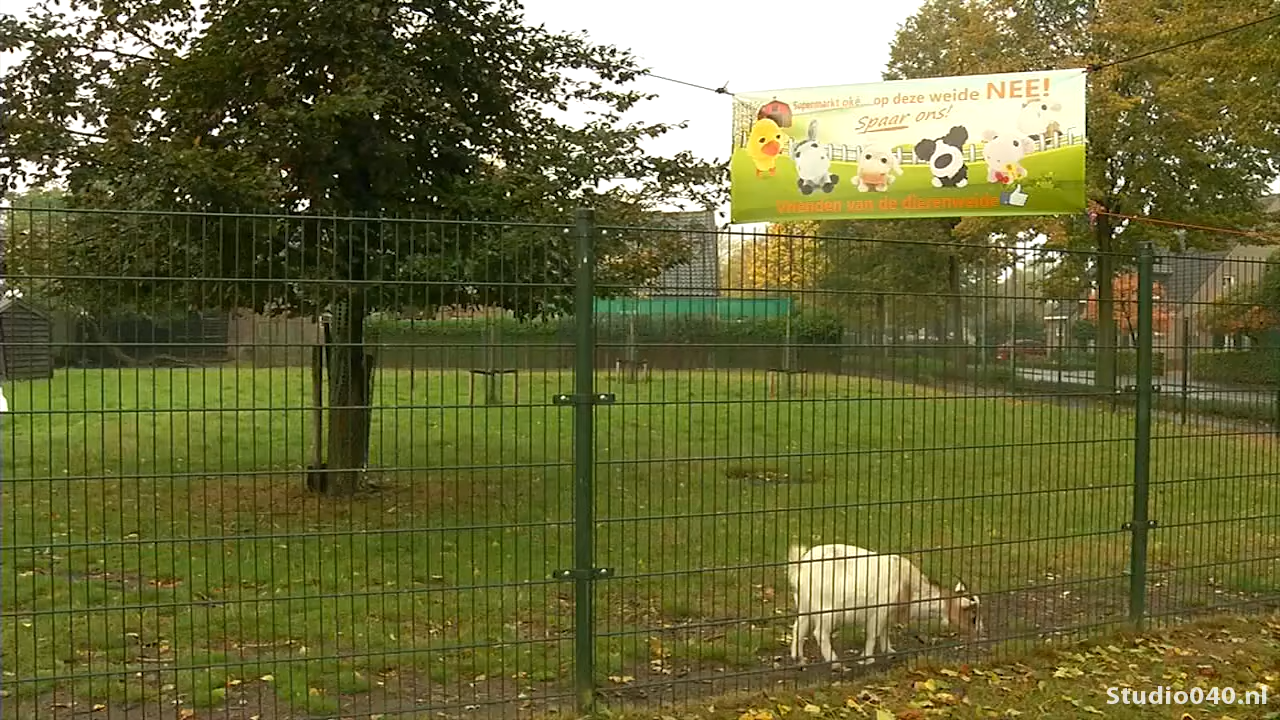 Supermarkt oké... op deze weide NEE!
Spaar ons!
Vrienden van de dierenweide
Studio040.nl